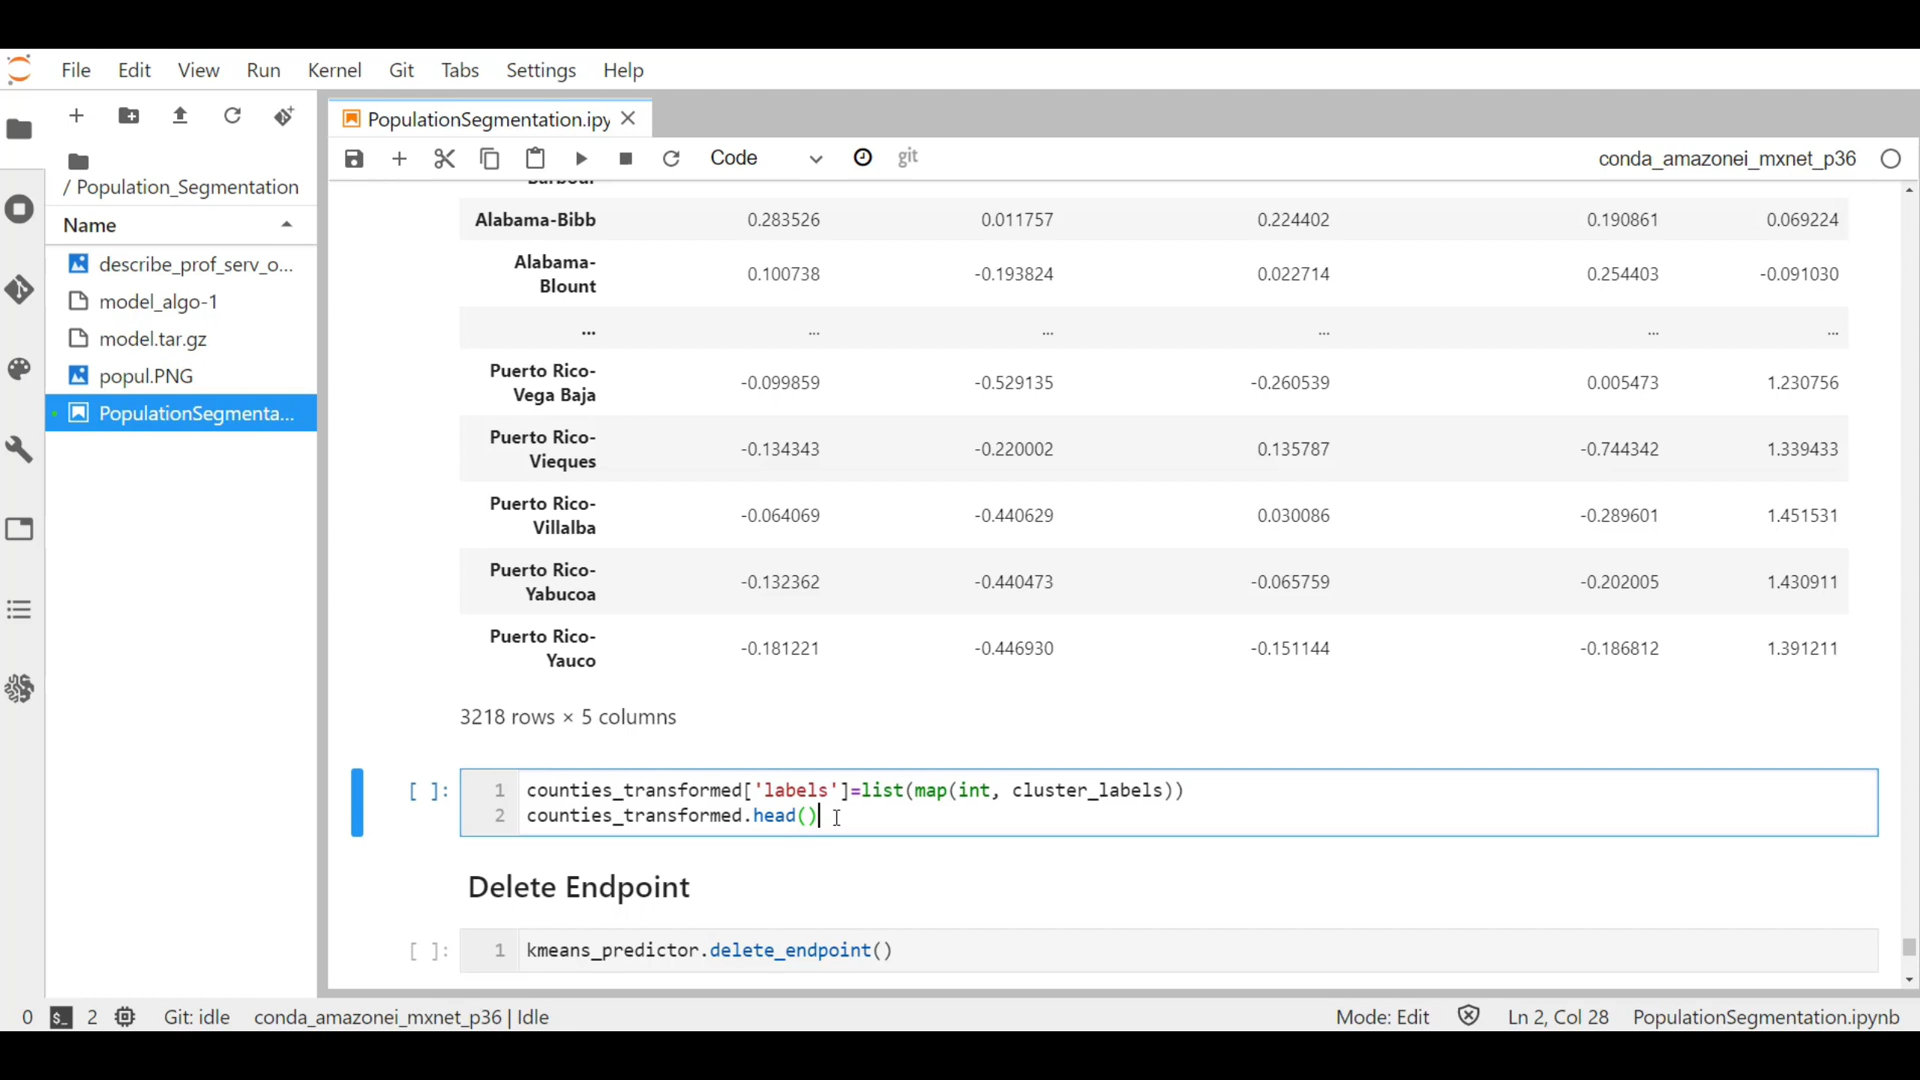 File Edit View Run Kernel Git Tabs Settings Help
PopulationSegmentation.ipy
Code git conda_amazonei_mxnet_p36
/ Population_Segmentation
Name
describe_prof_serv_o...
model_algo-1
model.tar.gz
popul.PNG
PopulationSegmenta...
Barbour
Alabama-Bibb 0.283526 0.011757 0.224402 0.190861 0.069224
Alabama-
Blount 0.100738 -0.193824 0.022714 0.254403 -0.091030
... ... ... ... ... ...
Puerto Rico-
Vega Baja -0.099859 -0.529135 -0.260539 0.005473 1.230756
Puerto Rico-
Vieques -0.134343 -0.220002 0.135787 -0.744342 1.339433
Puerto Rico-
Villalba -0.064069 -0.440629 0.030086 -0.289601 1.451531
Puerto Rico-
Yabucoa -0.132362 -0.440473 -0.065759 -0.202005 1.430911
Puerto Rico-
Yauco -0.181221 -0.446930 -0.151144 -0.186812 1.391211
3218 rows × 5 columns
[ ]: 1 counties_transformed['labels']=list(map(int, cluster_labels))
2 counties_transformed.head()
Delete Endpoint
[ ]: 1 kmeans_predictor.delete_endpoint()
0 $_ 2 Git: idle conda_amazonei_mxnet_p36 | Idle Mode: Edit Ln 2, Col 28 PopulationSegmentation.ipynb